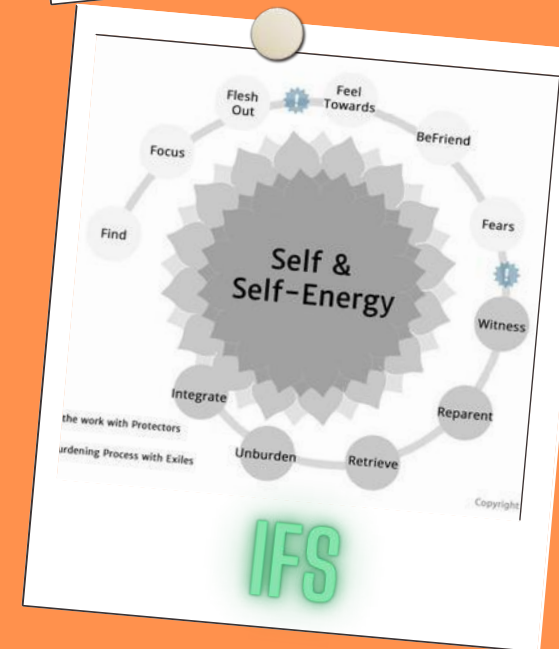 Flesh
Out
!
Feel
Towards
Focus
BeFriend
Find
Fears
!
Self &
Self-Energy
Witness
Integrate
Reparent
the work with Protectors
Unburden
Retrieve
urdening Process with Exiles
Copyright
IFS